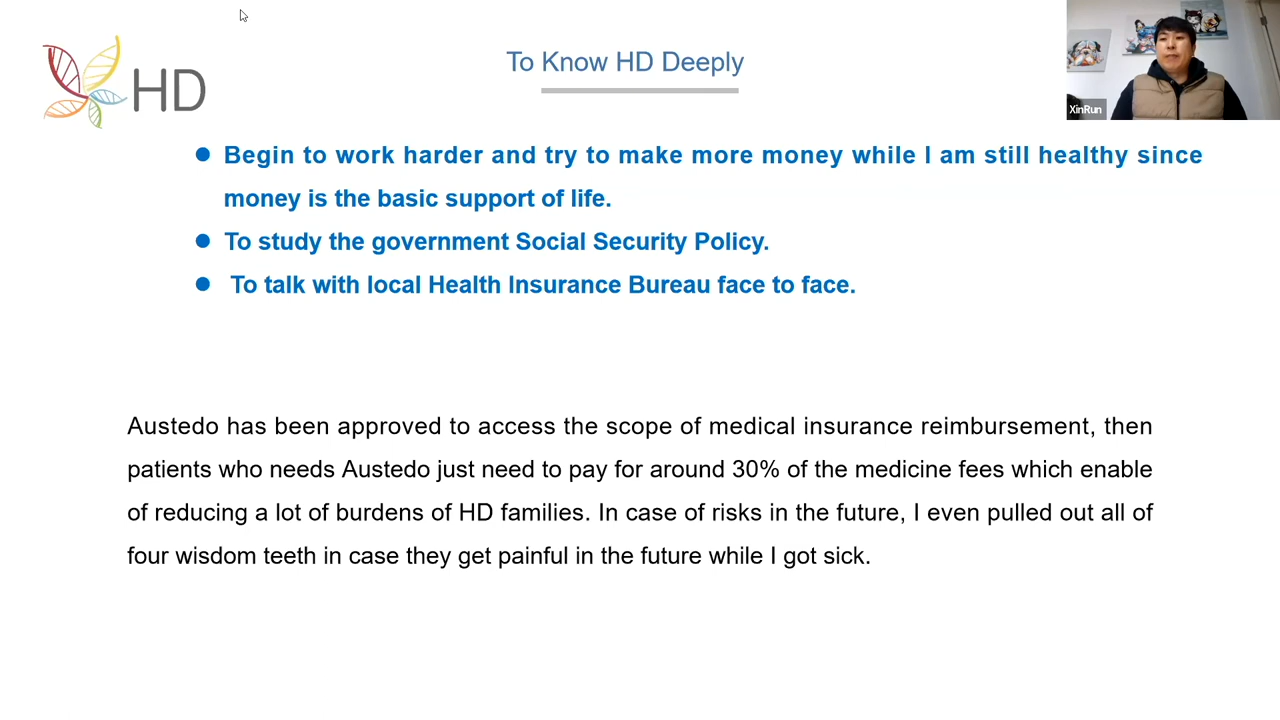 HD
To Know HD Deeply
XinRun
● Begin to work harder and try to make more money while I am still healthy since
money is the basic support of life.
● To study the government Social Security Policy.
● To talk with local Health Insurance Bureau face to face.
Austedo has been approved to access the scope of medical insurance reimbursement, then
patients who needs Austedo just need to pay for around 30% of the medicine fees which enable
of reducing a lot of burdens of HD families. In case of risks in the future, I even pulled out all of
four wisdom teeth in case they get painful in the future while I got sick.